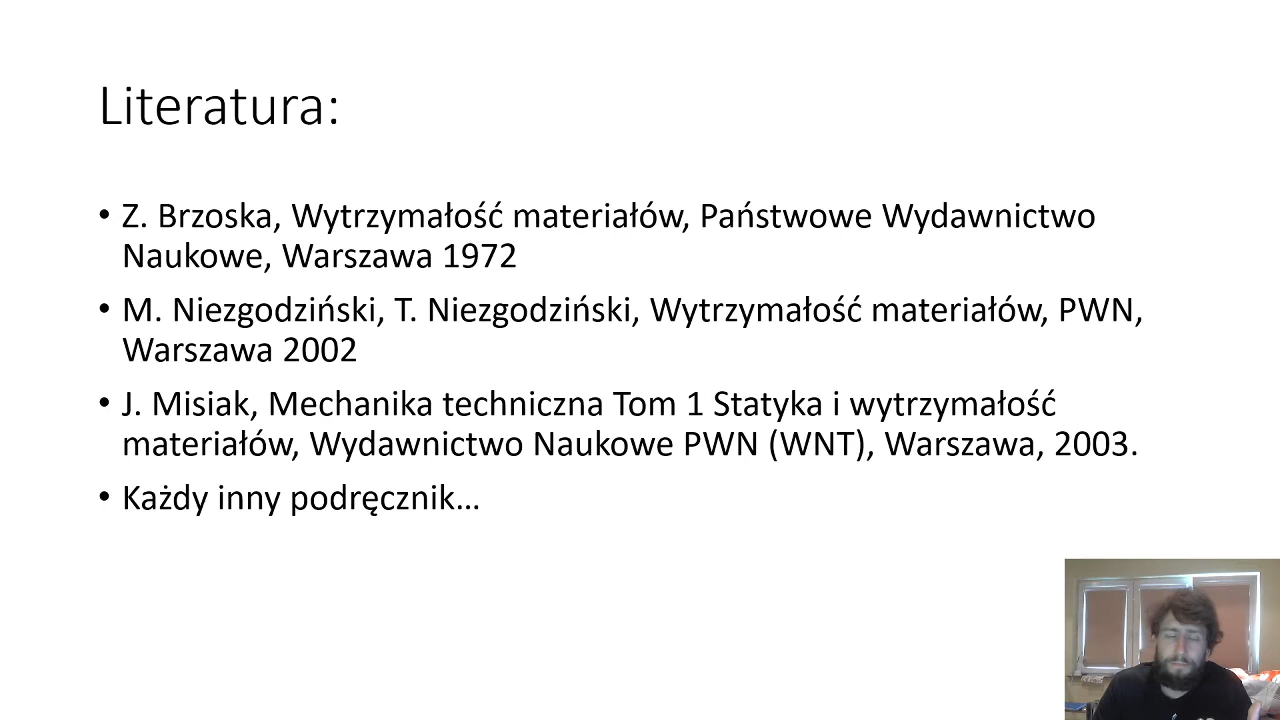 Literatura:
• Z. Brzoska, Wytrzymałość materiałów, Państwowe Wydawnictwo
Naukowe, Warszawa 1972
• M. Niezgodziński, T. Niezgodziński, Wytrzymałość materiałów, PWN,
Warszawa 2002
• J. Misiak, Mechanika techniczna Tom 1 Statyka i wytrzymałość
materiałów, Wydawnictwo Naukowe PWN (WNT), Warszawa, 2003.
• Każdy inny podręcznik...